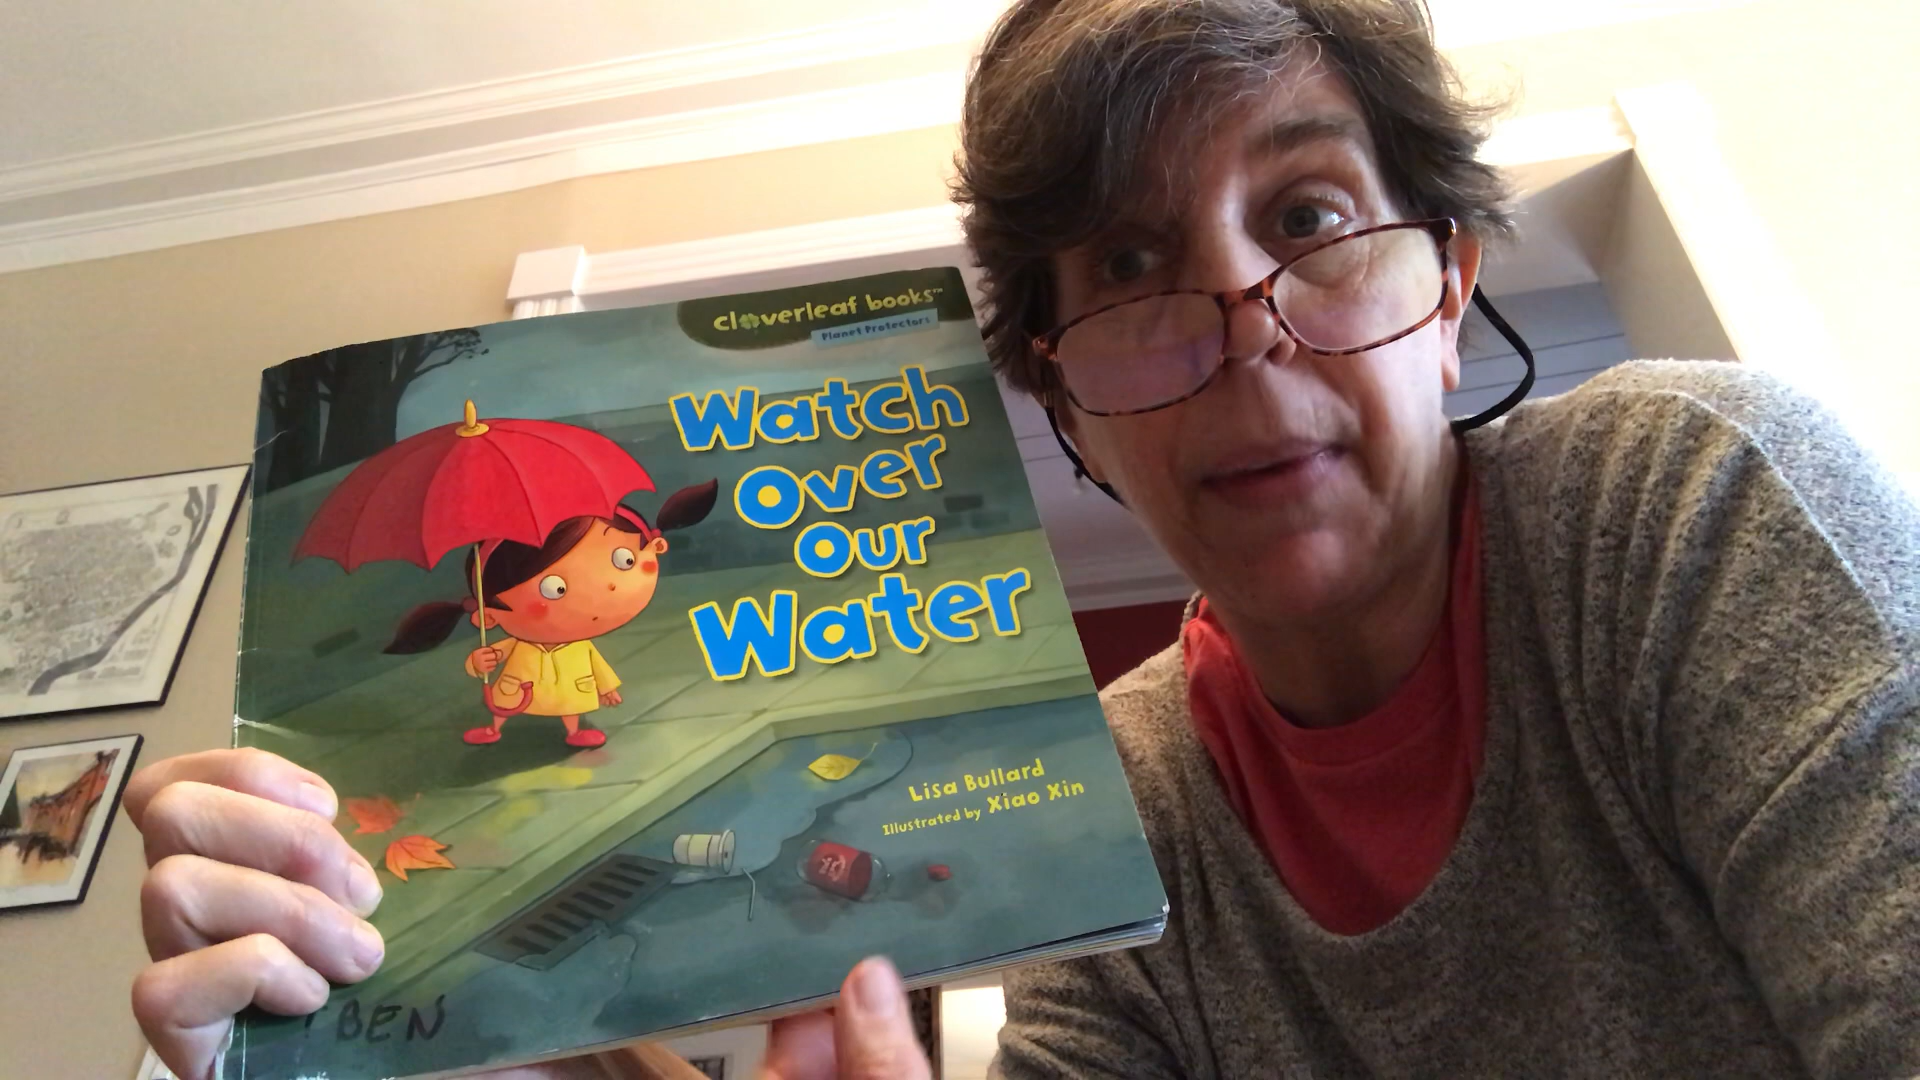 cloverleaf books™
Planet Protectors
Watch
Over
Our
Water
Lisa Bullard
Illustrated by Xiao Xin
BEN